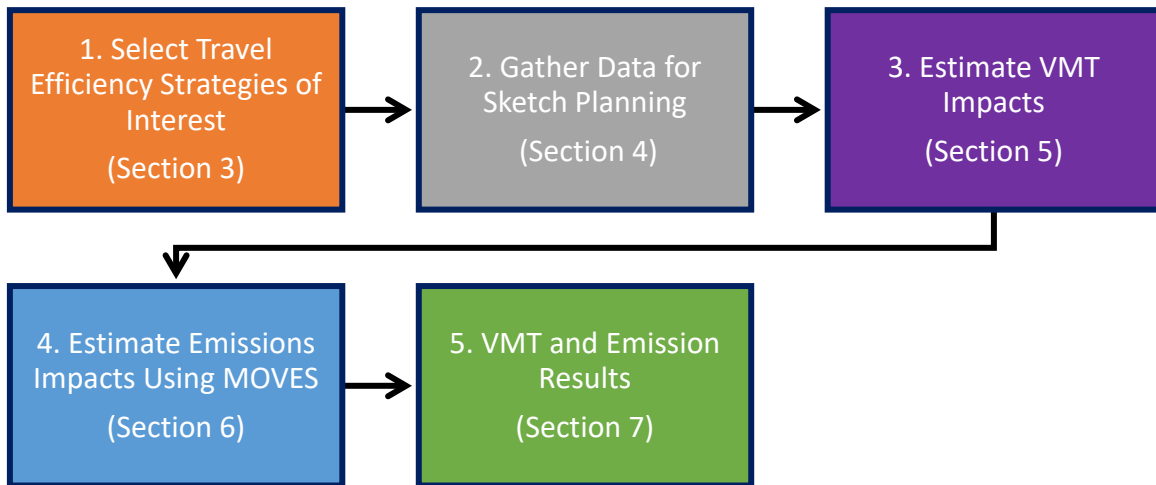 1. Select Travel
Efficiency Strategies of
Interest
(Section 3)
2. Gather Data for
Sketch Planning
(Section 4)
3. Estimate VMT
Impacts
(Section 5)
4. Estimate Emissions
Impacts Using MOVES
(Section 6)
5. VMT and Emission
Results
(Section 7)